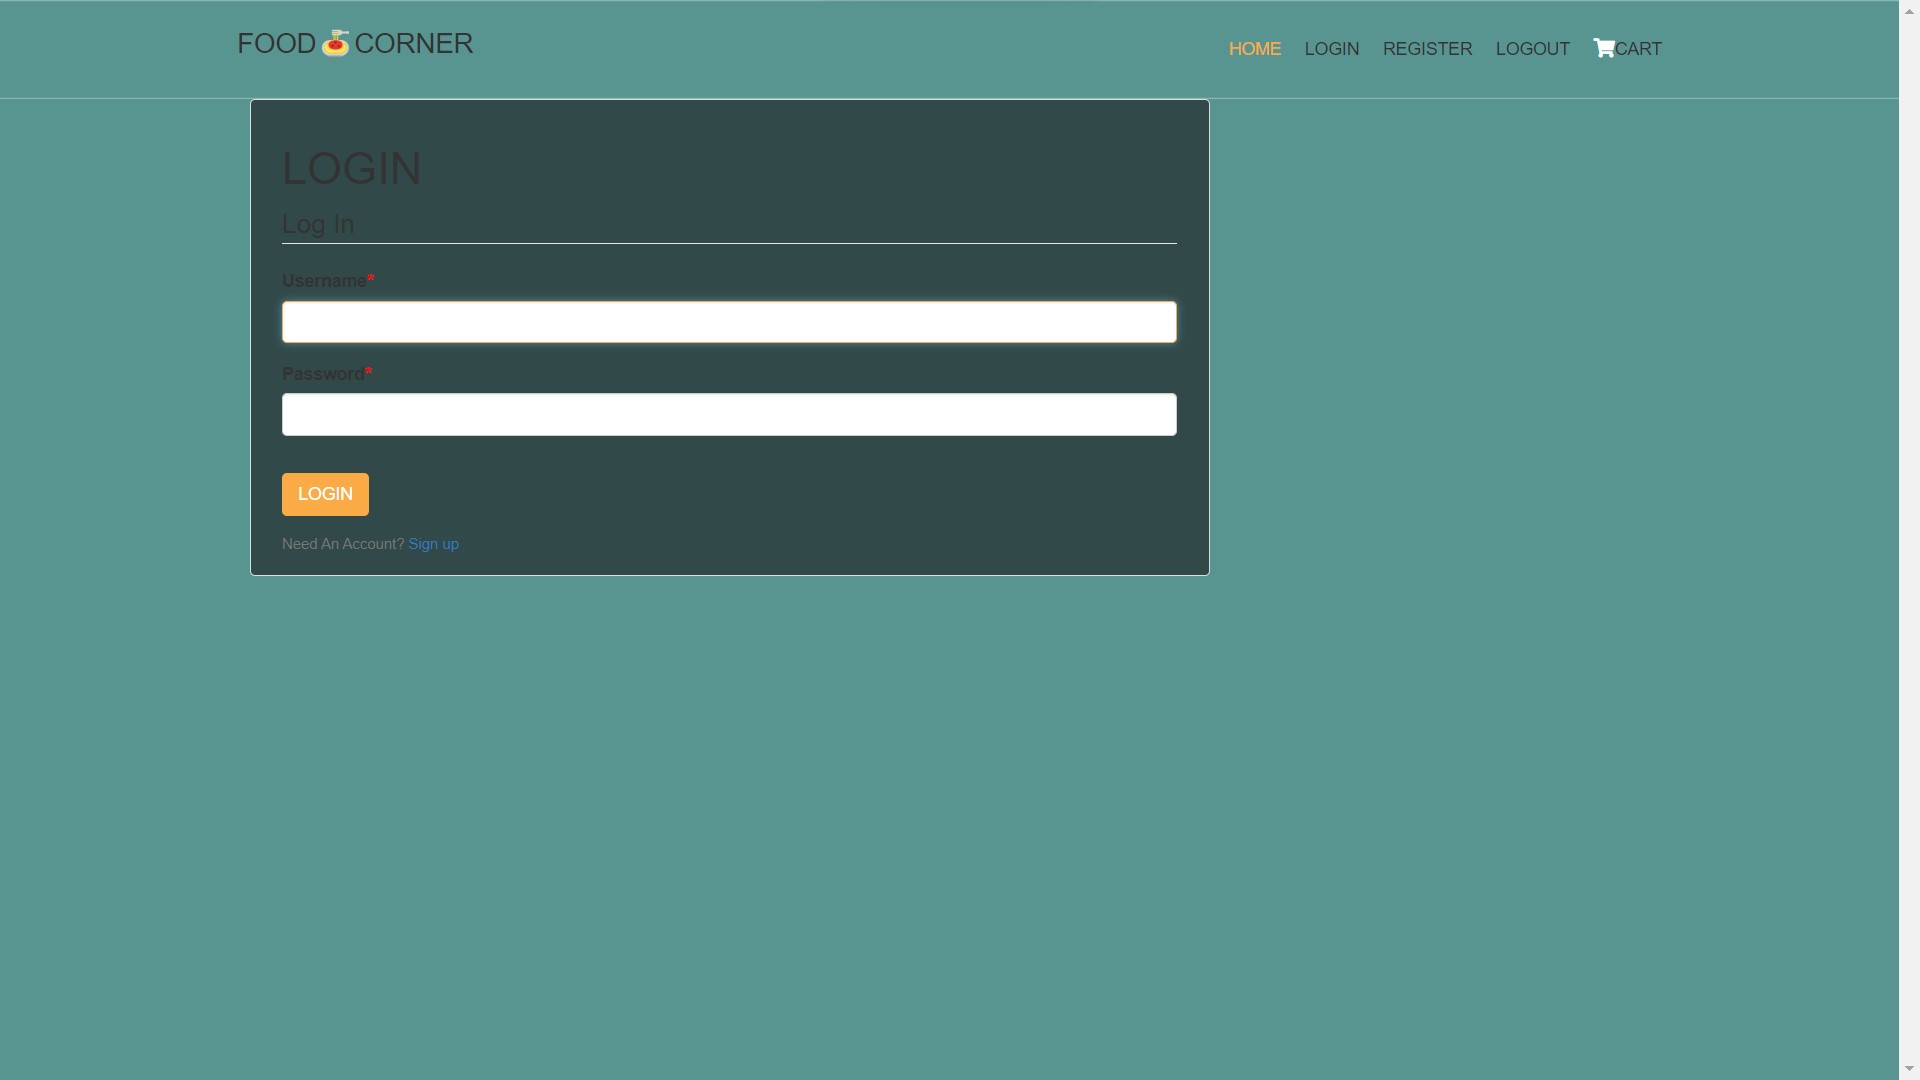 FOOD CORNER
HOME LOGIN REGISTER LOGOUT CART
LOGIN
Log In
Username*
Password*
LOGIN
Need An Account? Sign up